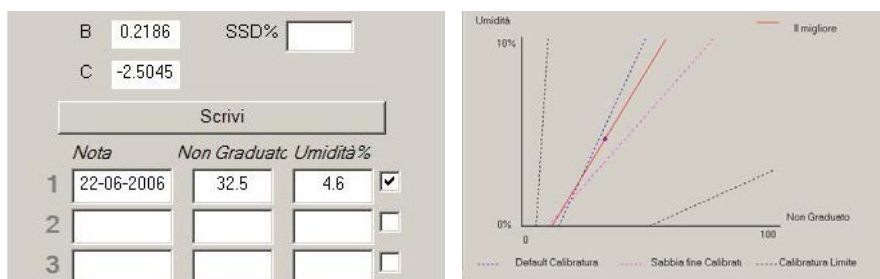 B 0.2186 SSD%
C -2.5045
Scrivi
Nota Non Graduato Umidità%
1 22-06-2006 32.5 4.6
2
3
Umidità
Il migliore
10%
0%
Non Graduato
0 100
Default Calibratura Sabbia fine Calibrati Calibratura Limite